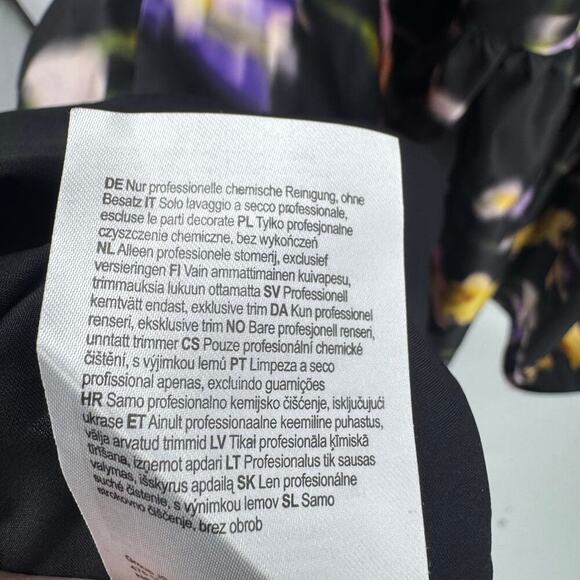 DE Nur professionelle chemische Reinigung, ohne
Besatz IT Solo lavaggio a secco professionale,
escluse le parti decorate PL Tylko profesjonalne
czyszczenie chemiczne, bez wykończeń
NL Alleen professionele stomerij, exclusief
versieringen FI Vain ammattimainen kuivapesu,
trimmauksia lukuun ottamatta SV Professionell
kemtvätt endast, exklusive trim DA Kun professionel
renseri, eksklusive trim NO Bare profesjonell renseri,
unntatt trimmer CS Pouze profesionální chemické
čištění, s výjimkou lemů PT Limpeza a seco
profissional apenas, excluindo guarnições
HR Samo profesionalno kemijsko čišćenje, isključujući
ukrase ET Ainult professionaalne keemiline puhastus,
välja arvatud trimmid LV Tikai profesionāla ķīmiskā
tīrīšana, izņemot apdari LT Profesionalus tik sausas
valymas, išskyrus apdailą SK Len profesionálne
suché čistenie, s výnimkou lemov SL Samo
strokovno čiščenje, brez obrob